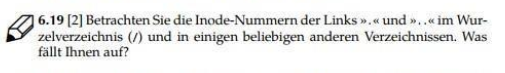 6.19 [2] Betrachten Sie die Inode-Nummern der Links ».« und »..« im Wur-
zelverzeichnis (/) und in einigen beliebigen anderen Verzeichnissen. Was
fällt Ihnen auf?